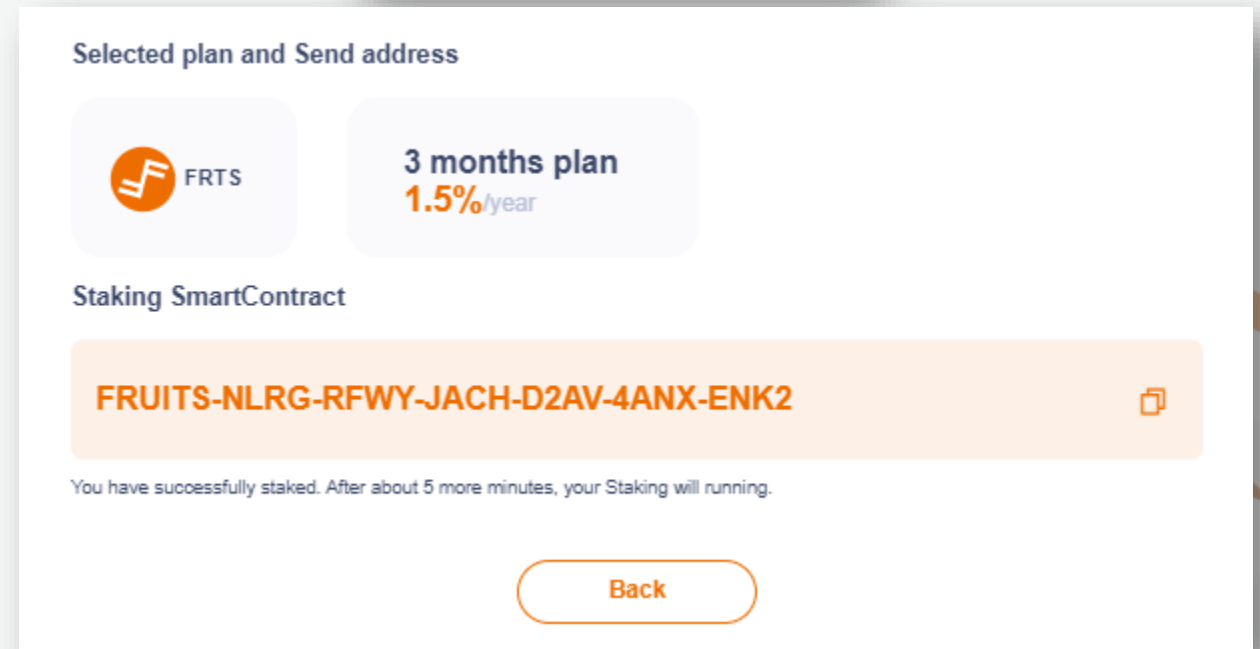 Selected plan and Send address
FRTS
3 months plan
1.5%/year
Staking SmartContract
FRUITS-NLRG-RFWY-JACH-D2AV-4ANX-ENK2
You have successfully staked. After about 5 more minutes, your Staking will running.
Back